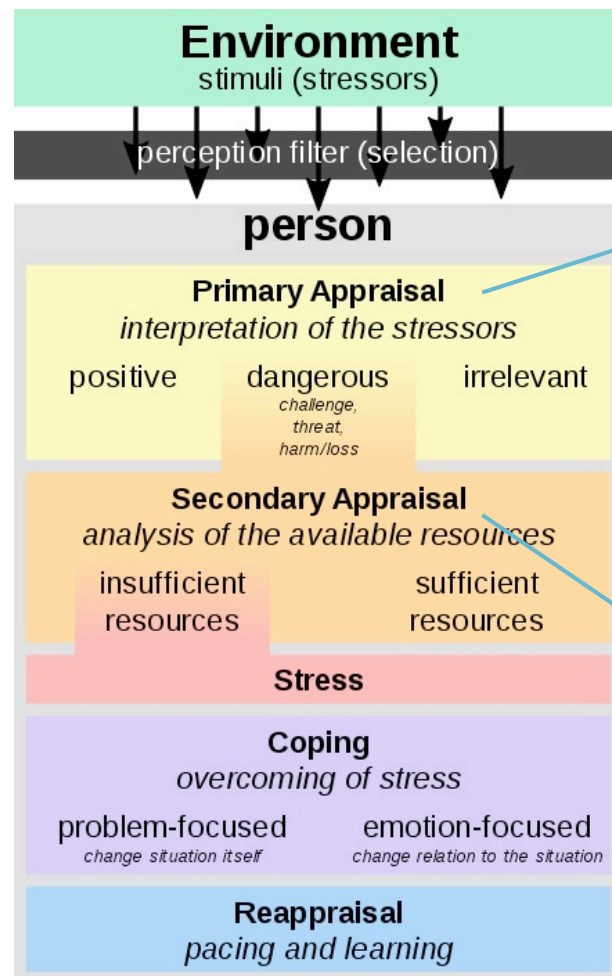 Environment
stimuli (stressors)
perception filter (selection)
person
Primary Appraisal
interpretation of the stressors
positive dangerous irrelevant
challenge,
threat,
harm/loss
Secondary Appraisal
analysis of the available resources
insufficient sufficient
resources resources
Stress
Coping
overcoming of stress
problem-focused emotion-focused
change situation itself change relation to the situation
Reappraisal
pacing and learning